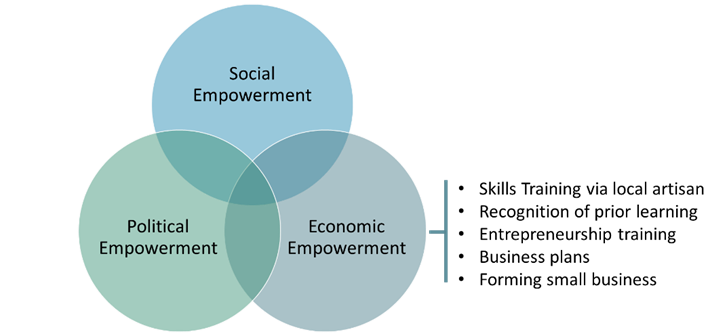 Social
Empowerment
Political
Empowerment
Economic
Empowerment
• Skills Training via local artisan
• Recognition of prior learning
• Entrepreneurship training
• Business plans
• Forming small business